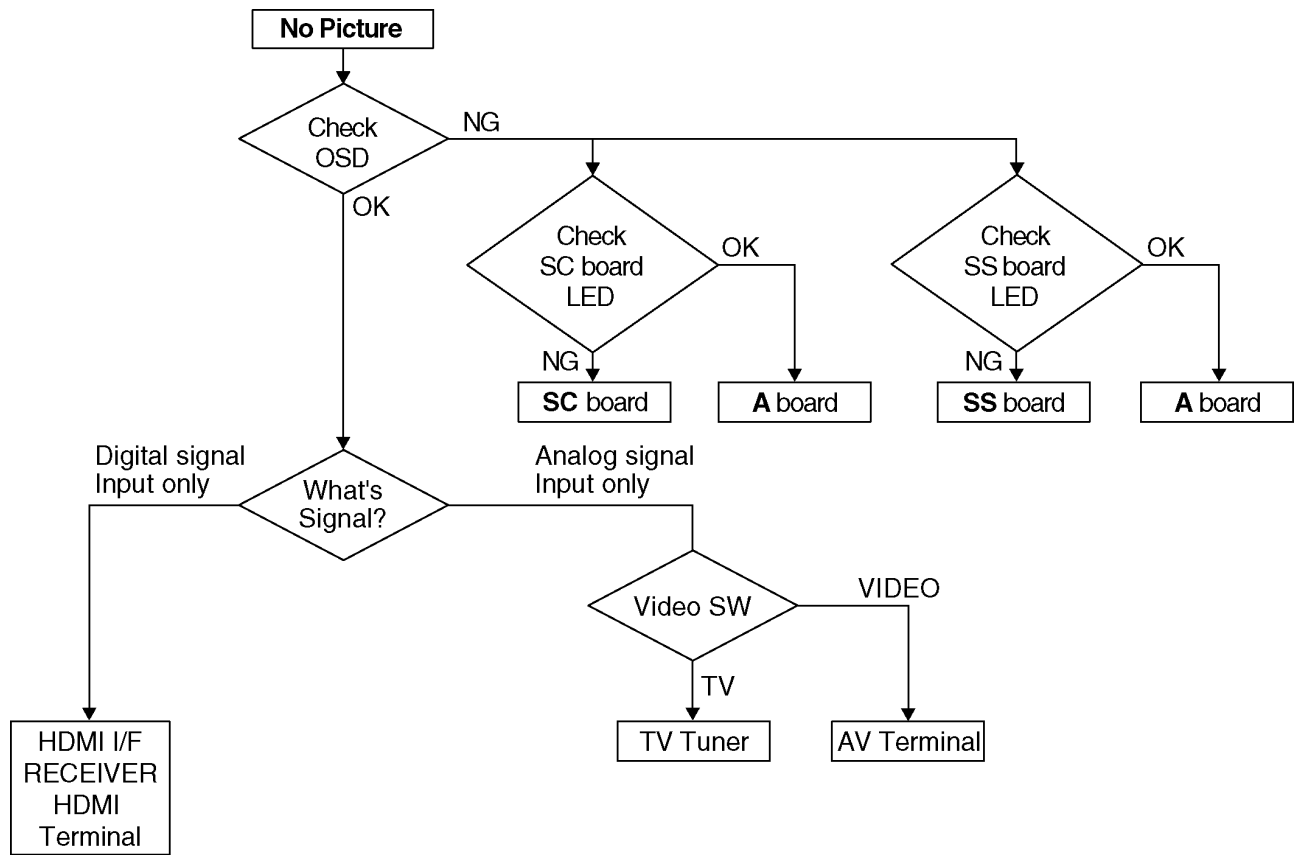 No Picture
Check
OSD
NG
OK
Check
SC board
LED
OK
NG
SC board
A board
Check
SS board
LED
OK
NG
SS board
A board
Digital signal
Input only
What's
Signal?
Analog signal
Input only
Video SW
VIDEO
TV
HDMI I/F
RECEIVER
HDMI
Terminal
TV Tuner
AV Terminal